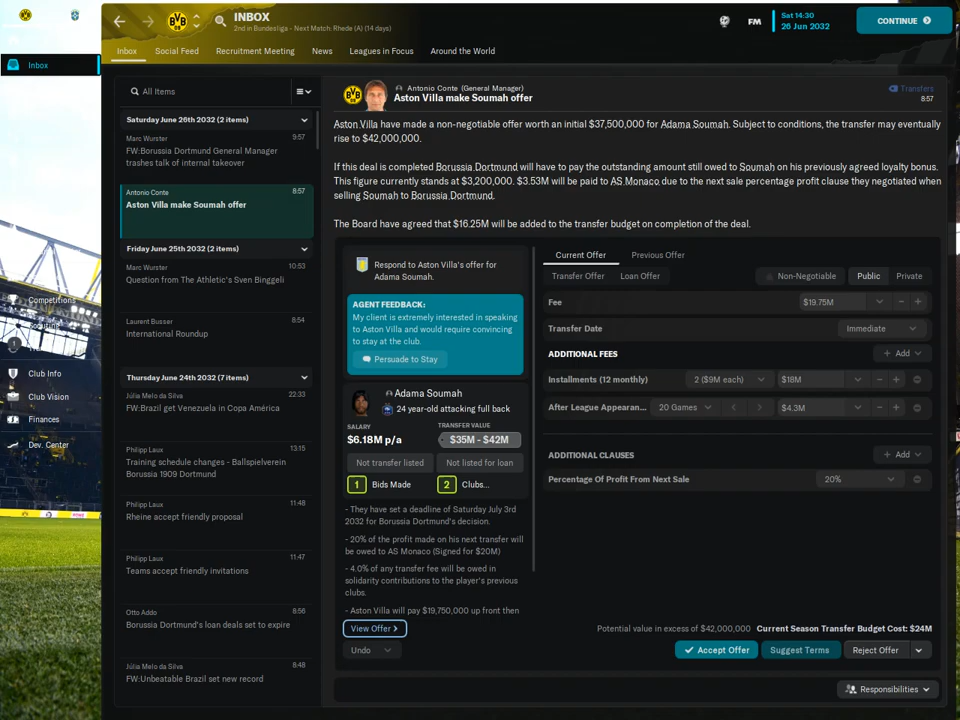 INBOX
2nd in Bundesliga - Next Match: Rhede (A) (14 days)
FM
Sat 14:30
26 Jun 2032
CONTINUE
Inbox
Social Feed
Recruitment Meeting
News
Leagues in Focus
Around the World
Inbox
Competitions
Club Info
Club Vision
Finances
Dev. Center
All Items
Saturday June 26th 2032 (2 items)
Marc Wurster 9:57
FW:Borussia Dortmund General Manager
trashes talk of internal takeover
Antonio Conte 8:57
Aston Villa make Soumah offer
Friday June 25th 2032 (2 items)
Marc Wurster 10:53
Question from The Athletic's Sven Binggeli
Laurent Busser 8:54
International Roundup
Thursday June 24th 2032 (7 items)
Júlia Melo da Silva 22:33
FW:Brazil get Venezuela in Copa América
Philipp Laux 13:15
Training schedule changes - Ballspielverein
Borussia 1909 Dortmund
Philipp Laux 11:48
Rheine accept friendly proposal
Philipp Laux 11:47
Teams accept friendly invitations
Otto Addo 8:56
Borussia Dortmund's loan deals set to expire
Júlia Melo da Silva 8:48
FW:Unbeatable Brazil set new record
Antonio Conte (General Manager)
Aston Villa make Soumah offer
Transfers
8:57
Aston Villa have made a non-negotiable offer worth an initial $37,500,000 for Adama Soumah. Subject to conditions, the transfer may eventually
rise to $42,000,000.
If this deal is completed Borussia Dortmund will have to pay the outstanding amount still owed to Soumah on his previously agreed loyalty bonus.
This figure currently stands at $3,200,000. $3.53M will be paid to AS Monaco due to the next sale percentage profit clause they negotiated when
selling Soumah to Borussia Dortmund.
The Board have agreed that $16.25M will be added to the transfer budget on completion of the deal.
Respond to Aston Villa's offer for
Adama Soumah.
AGENT FEEDBACK:
My client is extremely interested in speaking
to Aston Villa and would require convincing
to stay at the club.
Persuade to Stay
Adama Soumah
24 year-old attacking full back
SALARY
$6.18M p/a
TRANSFER VALUE
$35M - $42M
Not transfer listed
Not listed for loan
1 Bids Made
2 Clubs...
- They have set a deadline of Saturday July 3rd
2032 for Borussia Dortmund's decision.
- 20% of the profit made on his next transfer will
be owed to AS Monaco (Signed for $20M)
- 4.0% of any transfer fee will be owed in
solidarity contributions to the player's previous
clubs.
- Aston Villa will pay $19,750,000 up front then
View Offer >
Undo
Current Offer
Previous Offer
Transfer Offer
Loan Offer
Non-Negotiable
Public
Private
Fee $19.75M
Transfer Date Immediate
ADDITIONAL FEES + Add
Installments (12 monthly) 2 ($9M each) $18M
After League Appearan... 20 Games $4.3M
ADDITIONAL CLAUSES + Add
Percentage Of Profit From Next Sale 20%
Potential value in excess of $42,000,000 Current Season Transfer Budget Cost: $24M
Accept Offer
Suggest Terms
Reject Offer
Responsibilities